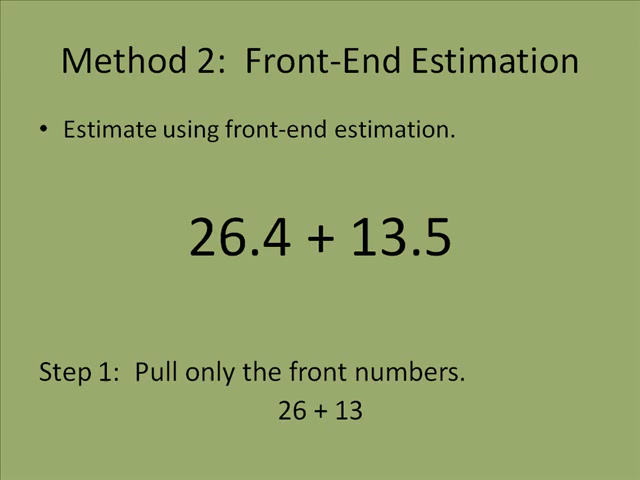 Method 2:  Front-End Estimation
• Estimate using front-end estimation.
26.4 + 13.5
Step 1:  Pull only the front numbers.
26 + 13